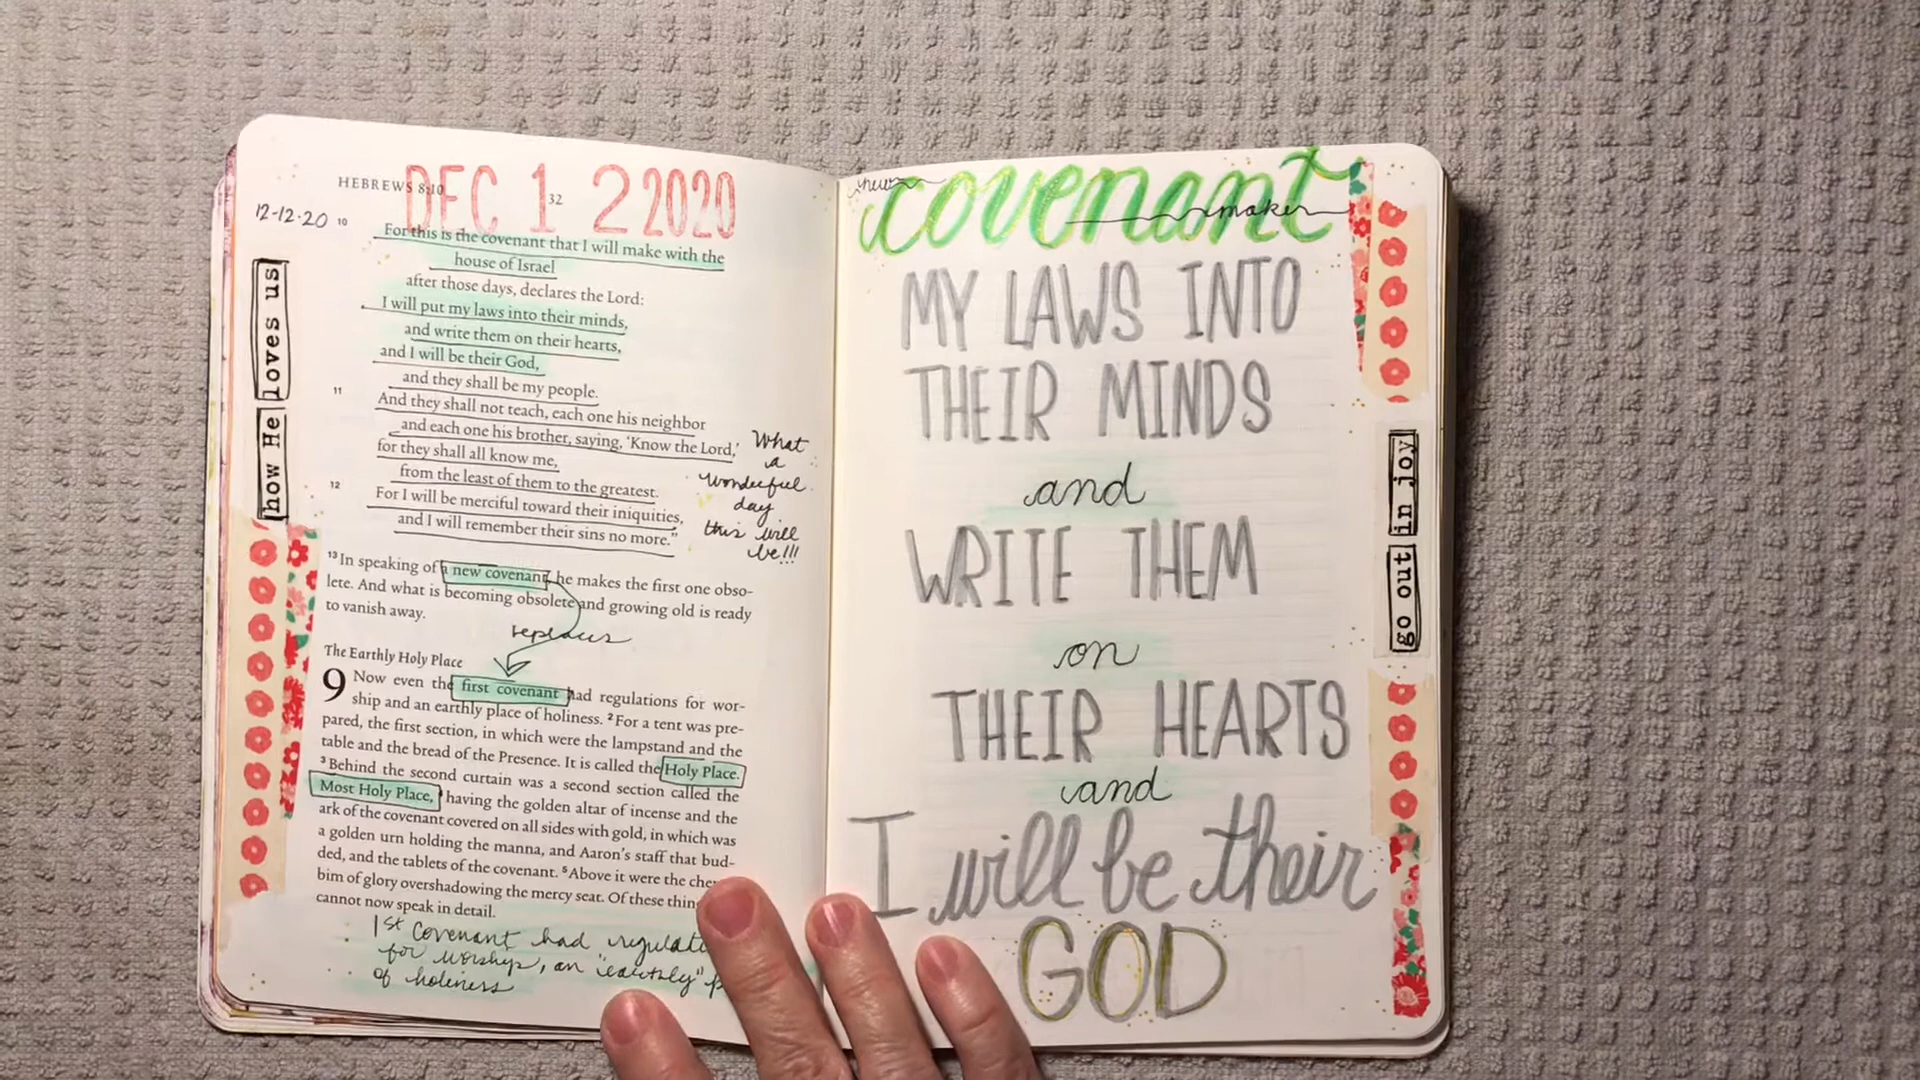 HEBREWS 8:10
32
DEC 12 2020
12-12-20
10 For this is the covenant that I will make with the
house of Israel
after those days, declares the Lord:
I will put my laws into their minds,
and write them on their hearts,
and I will be their God,
and they shall be my people.
11 And they shall not teach, each one his neighbor
and each one his brother, saying, ‘Know the Lord,’
for they shall all know me,
from the least of them to the greatest.
12 For I will be merciful toward their iniquities,
and I will remember their sins no more.”
What
a
wonderful
day
this will
be!!!
13 In speaking of a new covenant, he makes the first one obso-
lete. And what is becoming obsolete and growing old is ready
to vanish away.
replaces
The Earthly Holy Place
9 Now even the first covenant had regulations for wor-
ship and an earthly place of holiness. 2 For a tent was pre-
pared, the first section, in which were the lampstand and the
table and the bread of the Presence. It is called the Holy Place.
3 Behind the second curtain was a second section called the
Most Holy Place, having the golden altar of incense and the
ark of the covenant covered on all sides with gold, in which was
a golden urn holding the manna, and Aaron’s staff that bud-
ded, and the tablets of the covenant. 5 Above it were the
bim of glory overshadowing the mercy seat. Of these
cannot now speak in detail.
1st covenant had
for worship, an "earthly"
of holiness
how He loves us
new
covenant
maker
MY LAWS INTO
THEIR MINDS
and
WRITE THEM
on
THEIR HEARTS
and
I will be their
GOD
go out in joy